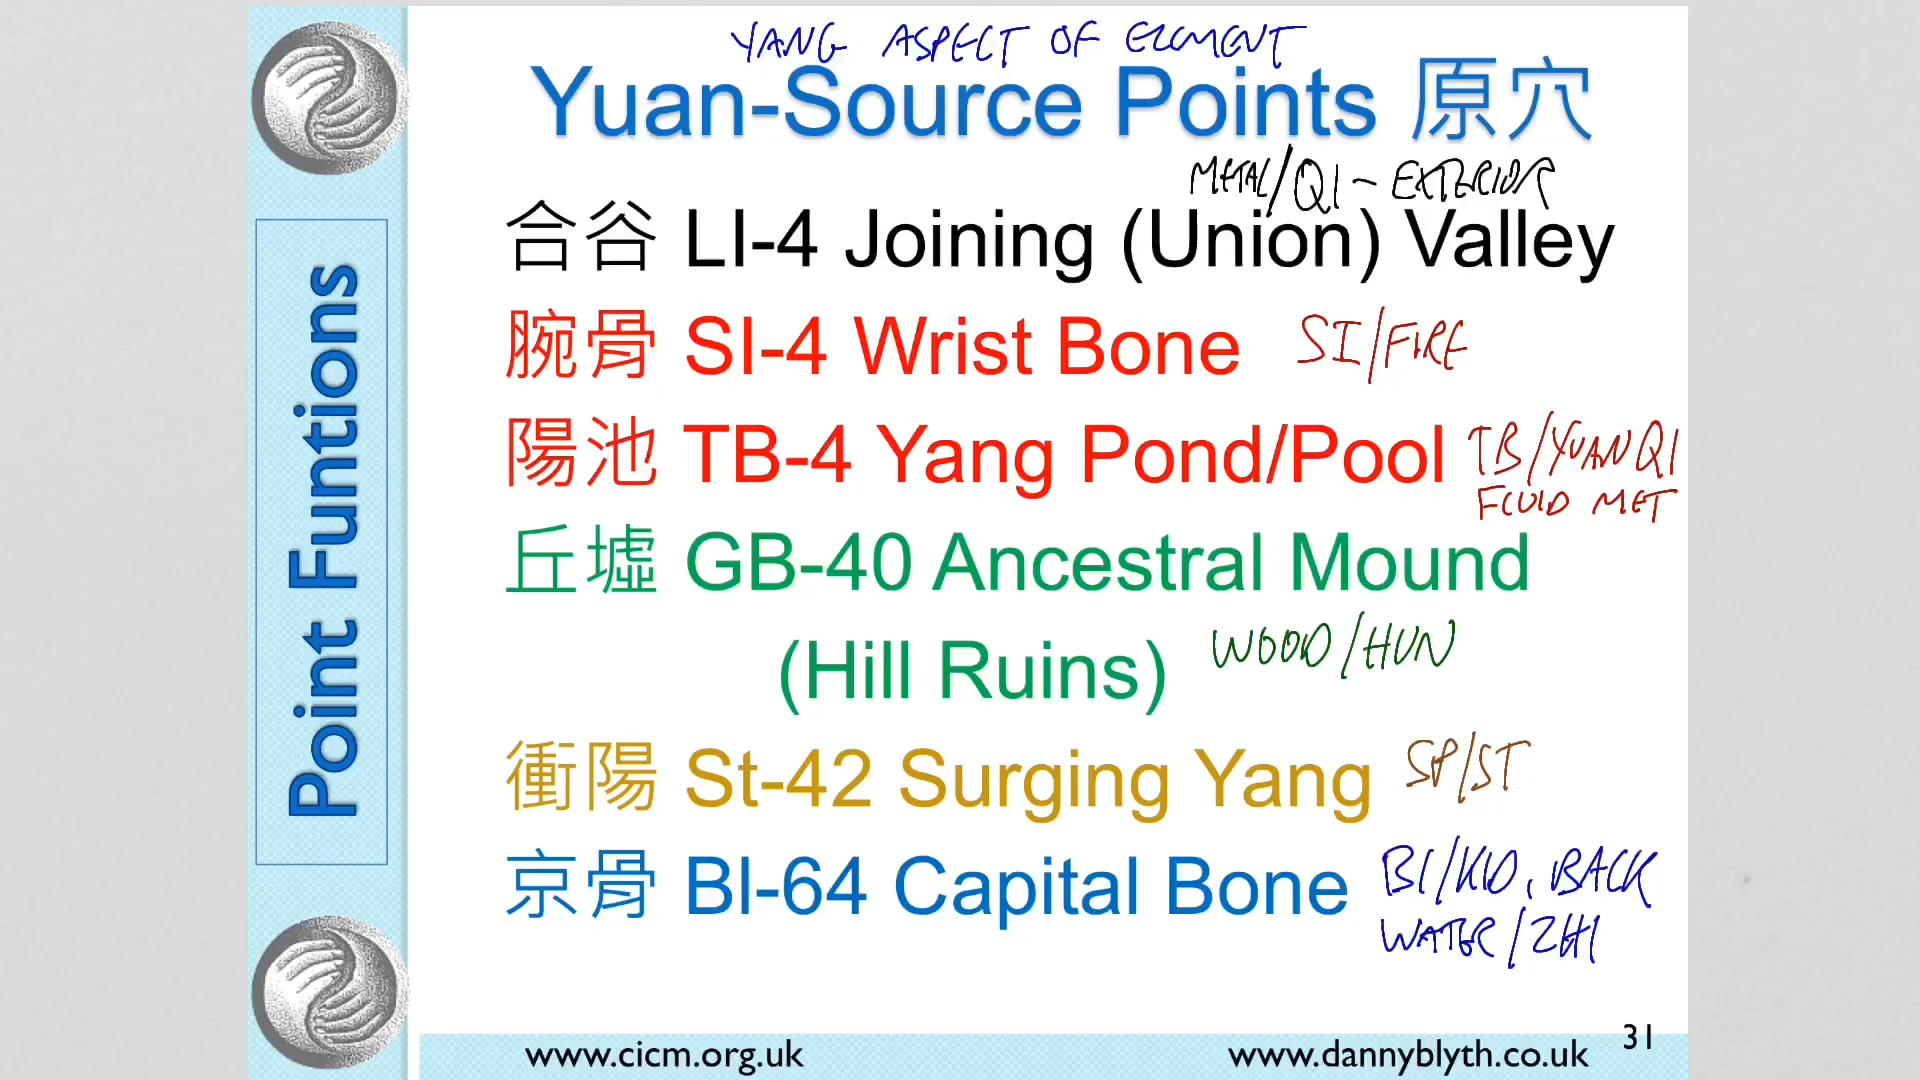 YANG ASPECT OF ELEMENT
Yuan-Source Points 原穴
METAL/QI - EXTERIOR
合谷 LI-4 Joining (Union) Valley
腕骨 SI-4 Wrist Bone SI/FIRE
陽池 TB-4 Yang Pond/Pool TB/YUAN QI
FLUID MET
丘墟 GB-40 Ancestral Mound
(Hill Ruins) WOOD/HUN
衝陽 St-42 Surging Yang SP/ST
京骨 Bl-64 Capital Bone Bl/KID, BACK
WATER/ZHI
Point Funtions
31
www.cicm.org.uk www.dannyblyth.co.uk